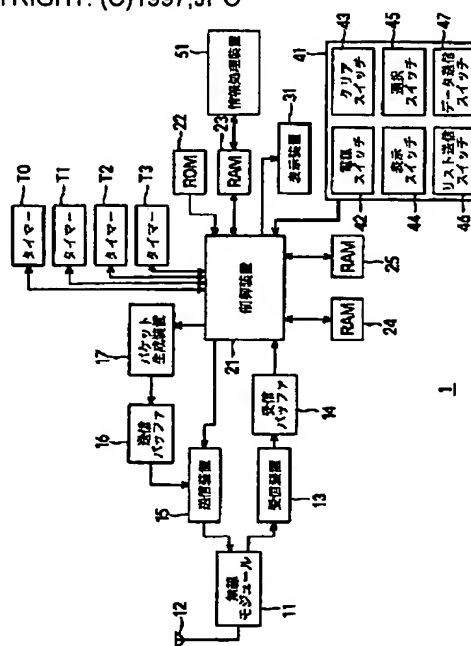 RIGHT: (C)1997,JPO
51
情報処理装置
31
表示装置
41
43
クリア
スイッチ
45
選択
スイッチ
47
データ送信
スイッチ
電源
スイッチ
42
表示
スイッチ
44
リスト送信
スイッチ
46
22
ROM
23
RAM
T0
タイマー
T1
タイマー
T2
タイマー
T3
タイマー
制御装置
21
RAM
25
RAM
24
17
パケット
生成装置
16
送信
バッファ
15
送信装置
受信
バッファ
14
受信装置
13
12
無線
モジュール
11
1